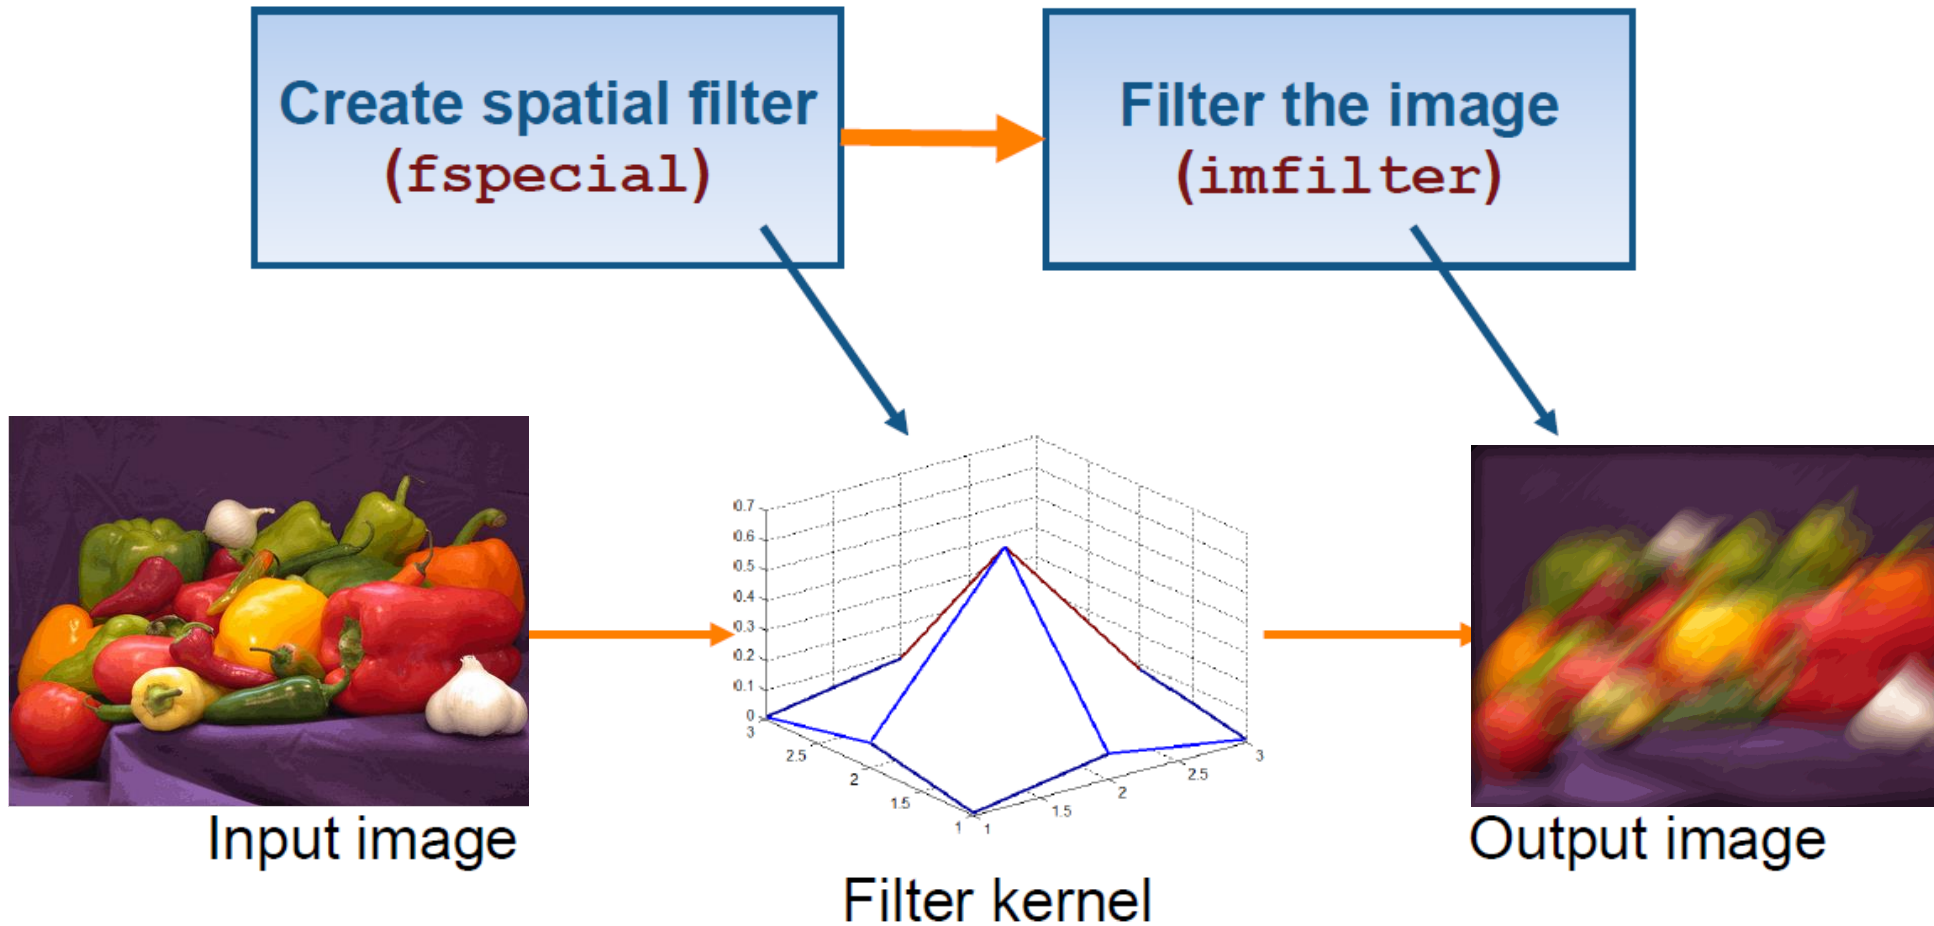 Create spatial filter
(fspecial)
Filter the image
(imfilter)
0.7
0.6
0.5
0.4
0.3
0.2
0.1
0
3
2.5
2
1.5
1
1
1.5
2
2.5
3
Input image
Filter kernel
Output image